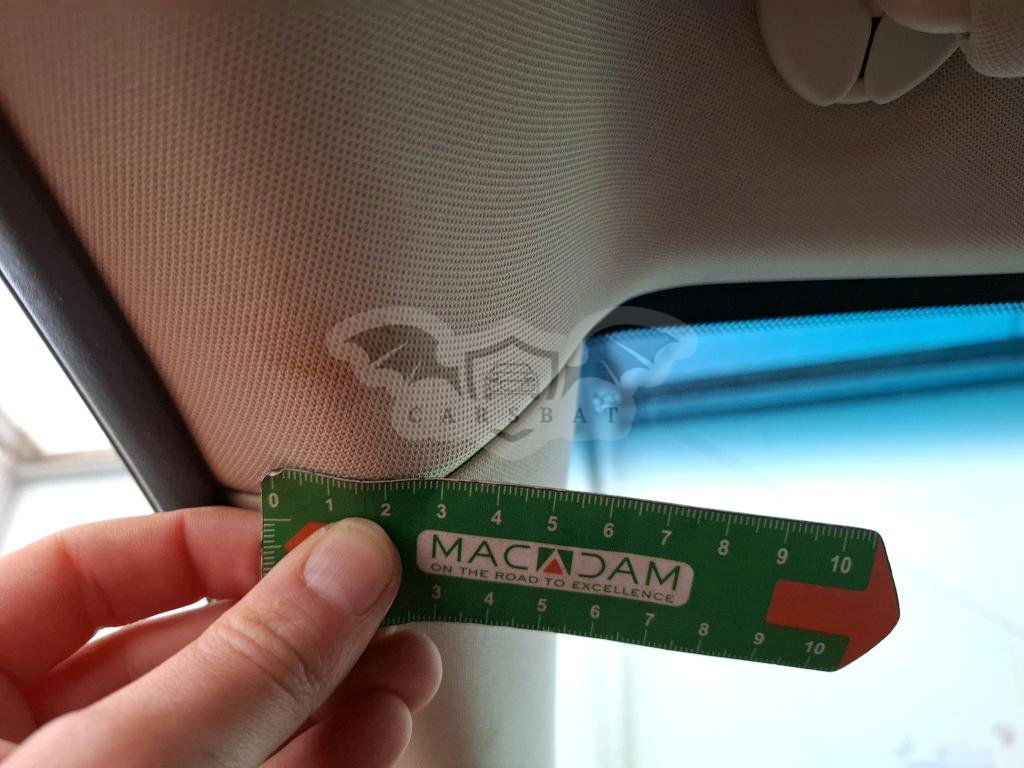 CARSBAT
0 1 2 3 4 5 6 7 8 9 10
MACADAM
ON THE ROAD TO EXCELLENCE
3 4 5 6 7 8 9 10